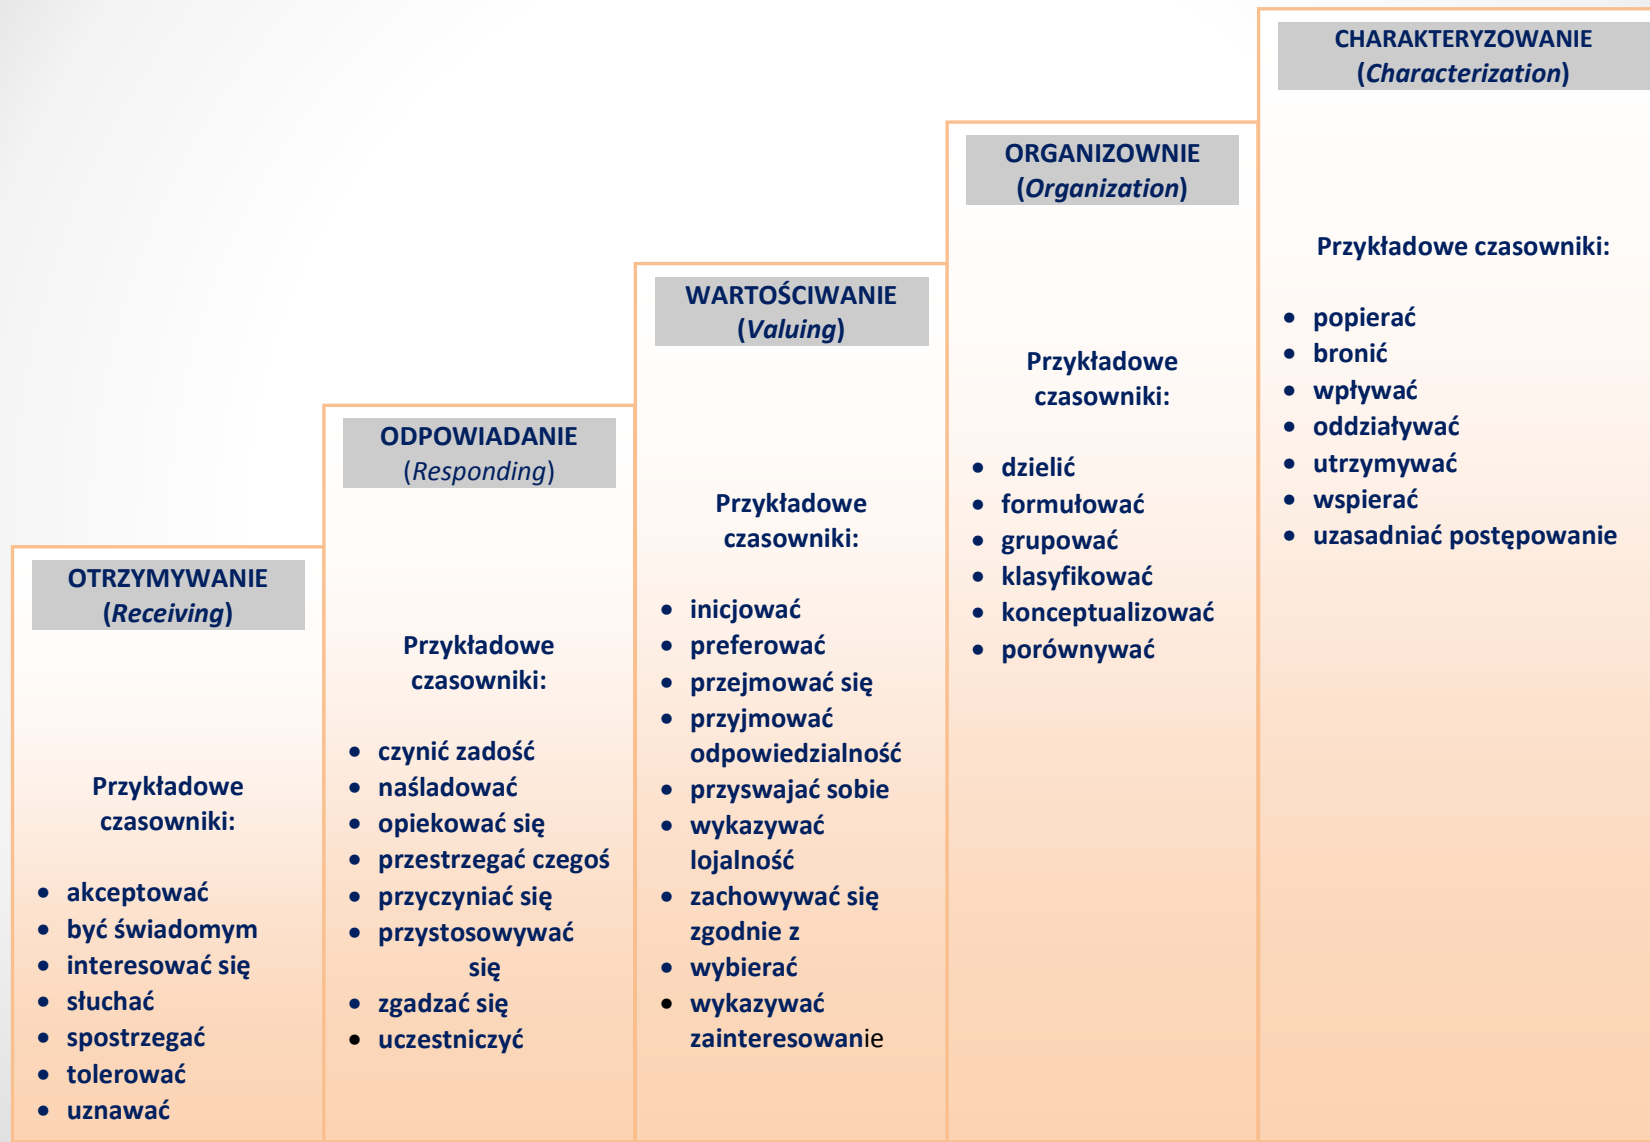 OTRZYMYWANIE
(Receiving)
Przykładowe
czasowniki:
• akceptować
• być świadomym
• interesować się
• słuchać
• spostrzegać
• tolerować
• uznawać
ODPOWIADANIE
(Responding)
Przykładowe
czasowniki:
• czynić zadość
• naśladować
• opiekować się
• przestrzegać czegoś
• przyczyniać się
• przystosowywać
się
• zgadzać się
• uczestniczyć
WARTOŚCIWANIE
(Valuing)
Przykładowe
czasowniki:
• inicjować
• preferować
• przejmować się
• przyjmować
odpowiedzialność
• przyswajać sobie
• wykazywać
lojalność
• zachowywać się
zgodnie z
• wybierać
• wykazywać
zainteresowanie
ORGANIZOWNIE
(Organization)
Przykładowe
czasowniki:
• dzielić
• formułować
• grupować
• klasyfikować
• konceptualizować
• porównywać
CHARAKTERYZOWANIE
(Characterization)
Przykładowe czasowniki:
• popierać
• bronić
• wpływać
• oddziaływać
• utrzymywać
• wspierać
• uzasadniać postępowanie